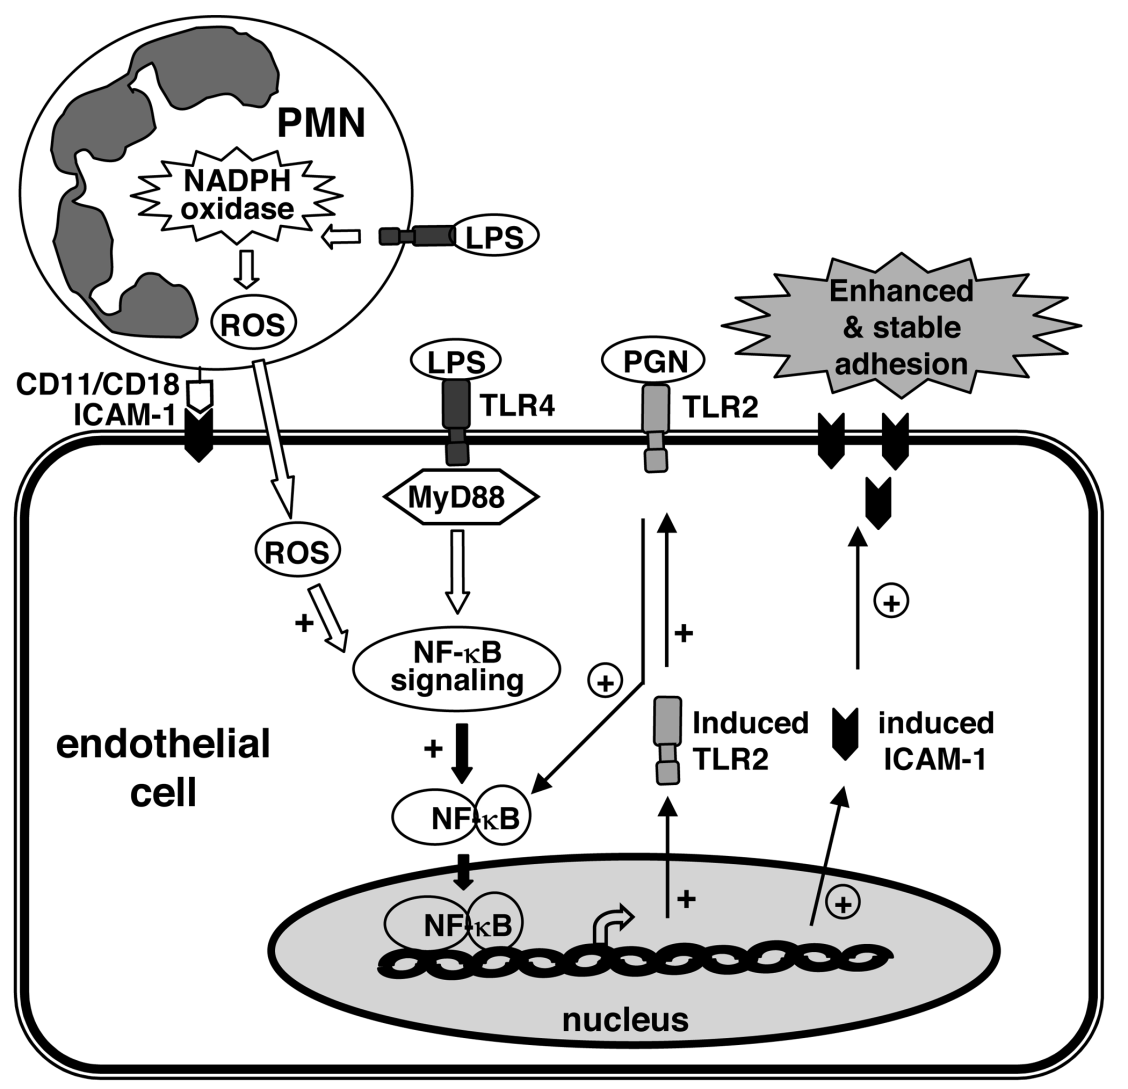 PMN
NADPH
oxidase
LPS
ROS
Enhanced
& stable
adhesion
CD11/CD18
ICAM-1
LPS
TLR4
PGN
TLR2
MyD88
ROS
+
NF-κB
signaling
+
+
+
Induced
TLR2
+
induced
ICAM-1
+
NF-κB
endothelial
cell
NF-κB
+
+
nucleus